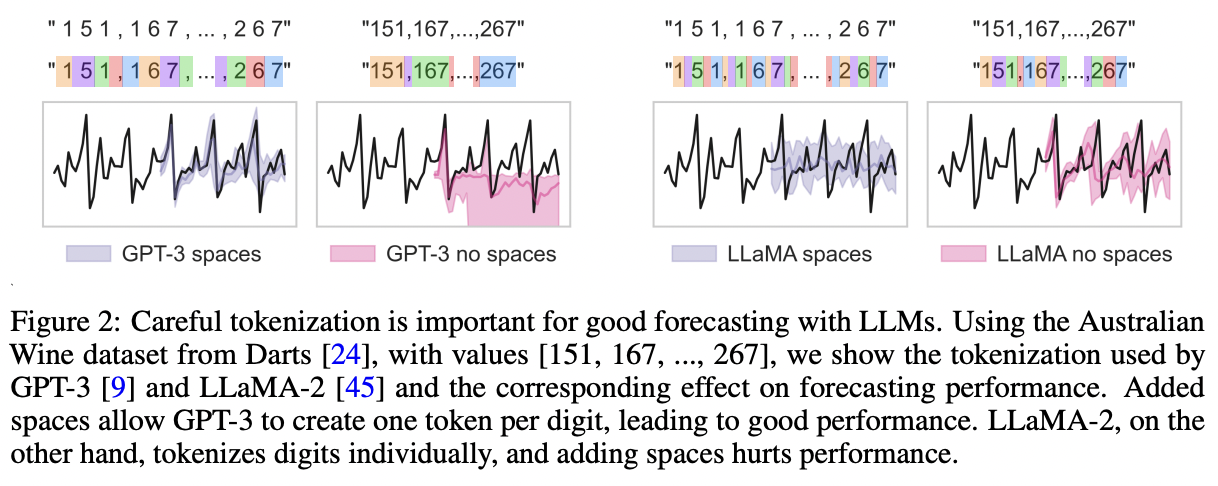 " 1 5 1 , 1 6 7 , ... , 2 6 7"
"151,167,...,267"
" 1 5 1 , 1 6 7 , ... , 2 6 7"
"151,167,...,267"
" 1 5 1 , 1 6 7 , ... , 2 6 7"
"151,167,...,267"
" 1 5 1 , 1 6 7 , ... , 2 6 7"
"151,167,...,267"
GPT-3 spaces
GPT-3 no spaces
LLaMA spaces
LLaMA no spaces
Figure 2: Careful tokenization is important for good forecasting with LLMs. Using the Australian
Wine dataset from Darts [24], with values [151, 167, ..., 267], we show the tokenization used by
GPT-3 [9] and LLaMA-2 [45] and the corresponding effect on forecasting performance. Added
spaces allow GPT-3 to create one token per digit, leading to good performance. LLaMA-2, on the
other hand, tokenizes digits individually, and adding spaces hurts performance.